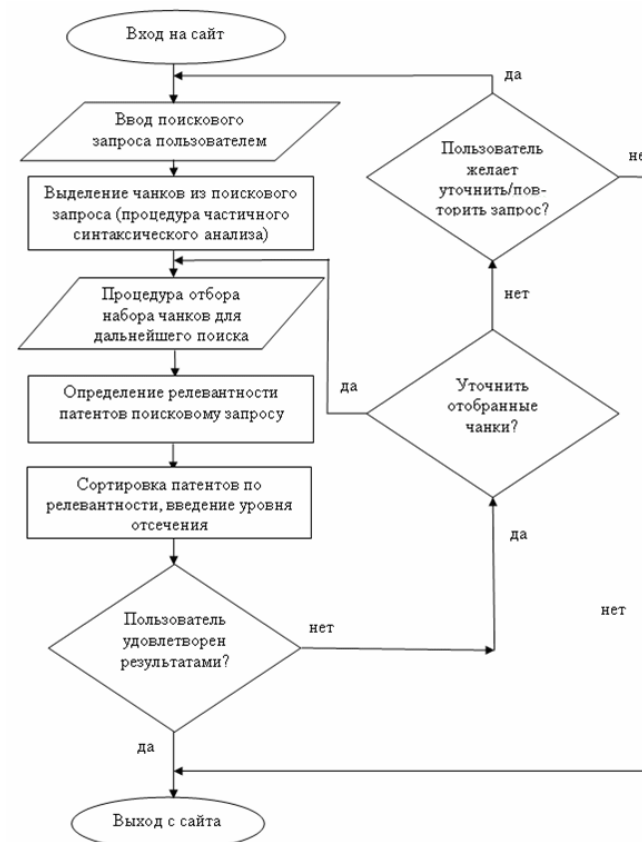 Вход на сайт
да
Ввод поискового
запроса пользователем
Пользователь
желает
уточнить/пов-
торить запрос?
не
Выделение чанков из поискового
запроса (процедура частичного
синтаксического анализа)
Процедура отбора
набора чанков для
дальнейшего поиска
нет
да
Уточнить
отобранные
чанки?
Определение релевантности
патентов поисковому запросу
Сортировка патентов по
релевантности, введение уровня
отсечения
да
Пользователь
удовлетворен
результатами?
нет
нет
да
Выход с сайта